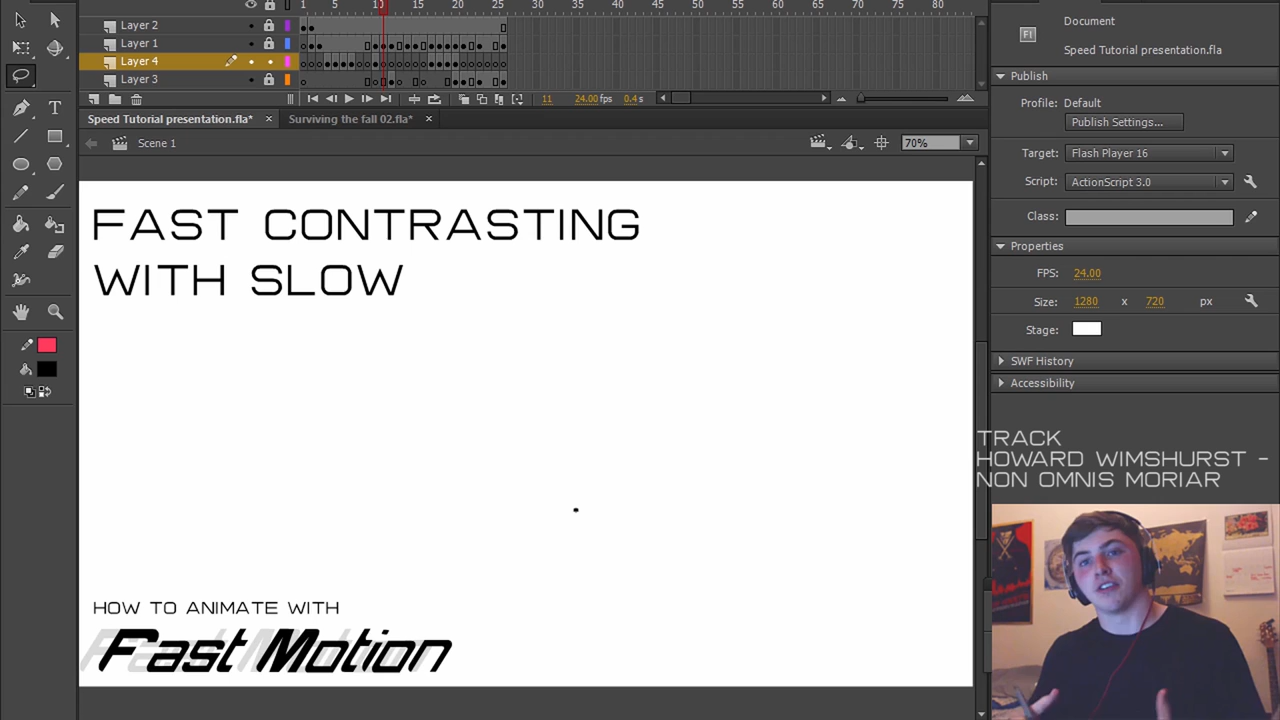 1 5 10 15 20 25 30 35 40 45 50 55 60 65 70 75 80
Layer 2
Layer 1
Layer 4
Layer 3
11 24.00 fps 0.4 s
Speed Tutorial presentation.fla* × Surviving the fall 02.fla* ×
Scene 1
70%
FAST CONTRASTING
WITH SLOW
HOW TO ANIMATE WITH
Fast Motion
Document
Fl
Speed Tutorial presentation.fla
Publish
Profile: Default
Publish Settings...
Target: Flash Player 16
Script: ActionScript 3.0
Class:
Properties
FPS: 24.00
Size: 1280 x 720 px
Stage:
SWF History
Accessibility
TRACK
HOWARD WIMSHURST -
NON OMNIS MORIAR